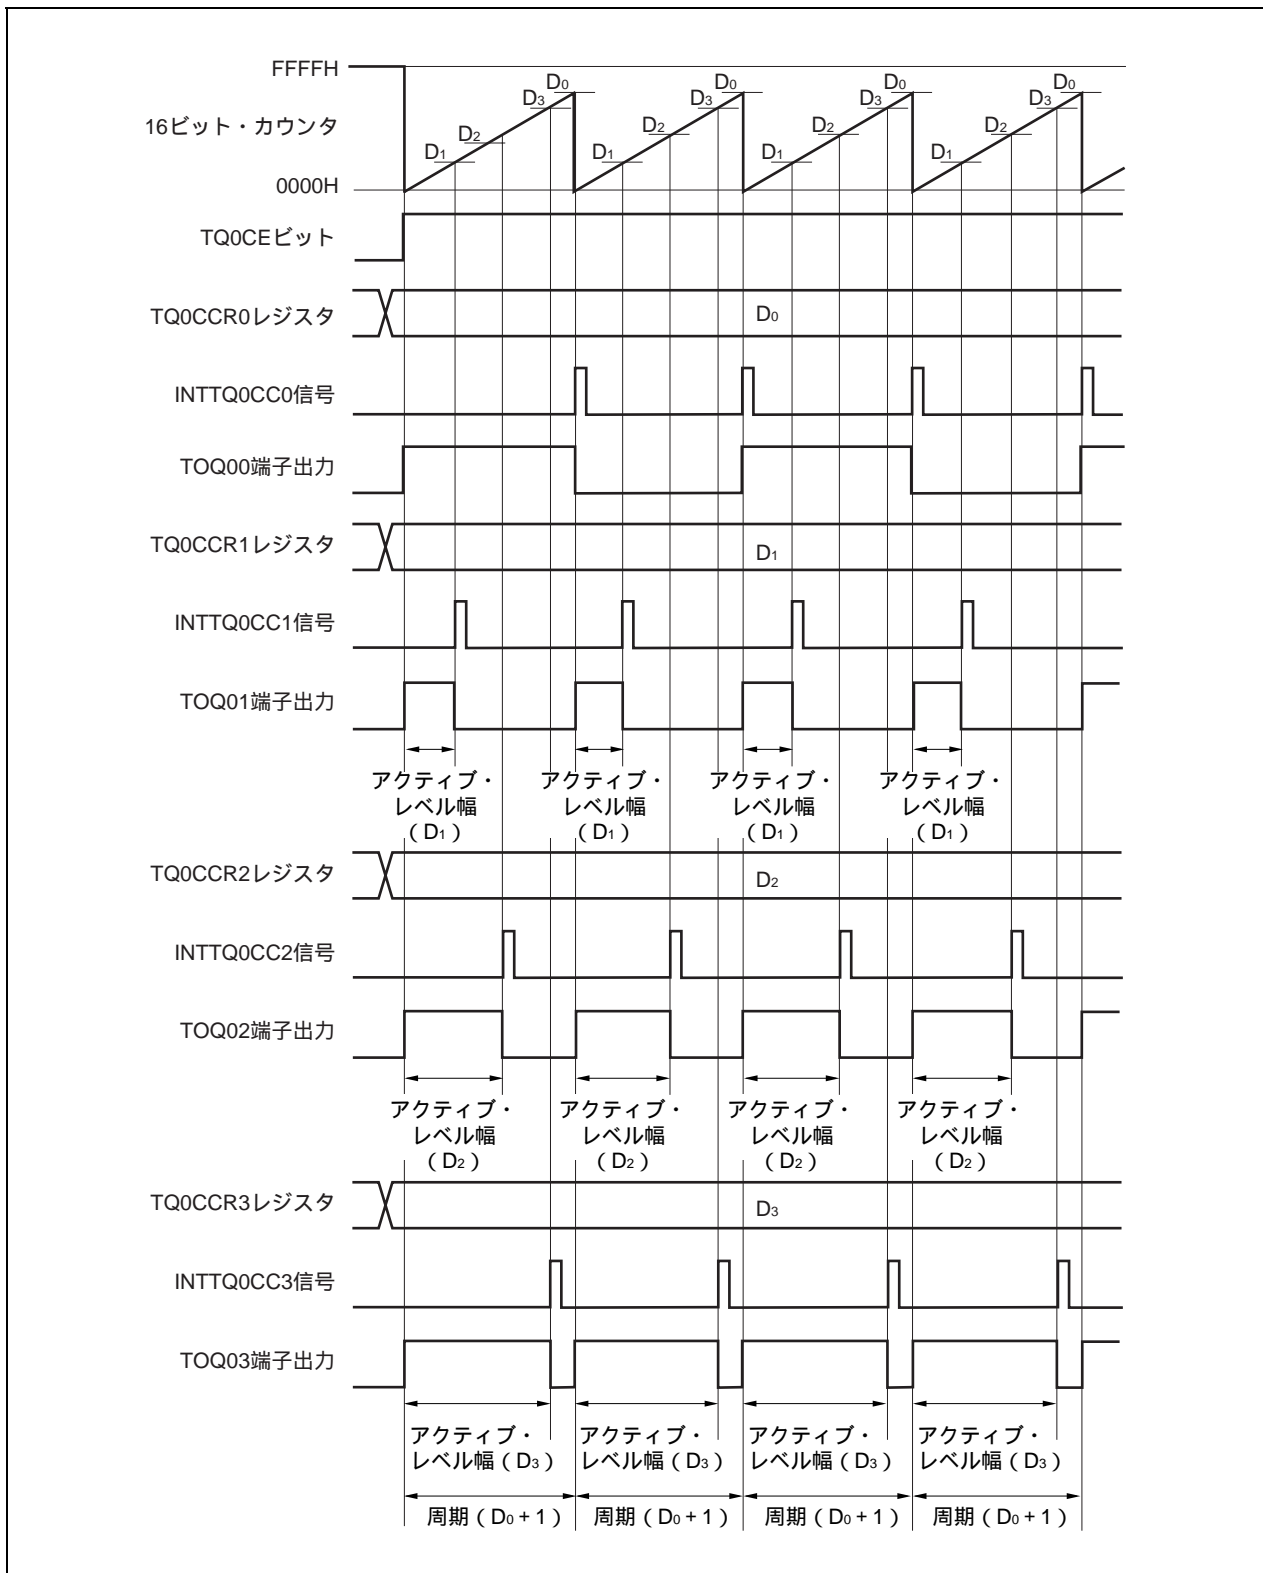 FFFFH
D0 D0 D0 D0
D3 D3 D3 D3
16ビット・カウンタ
D2 D2 D2 D2
D1 D1 D1 D1
0000H
TQ0CEビット
TQ0CCR0レジスタ D0
INTTQ0CC0信号
TOQ00端子出力
TQ0CCR1レジスタ D1
INTTQ0CC1信号
TOQ01端子出力
アクティブ・ アクティブ・ アクティブ・ アクティブ・
レベル幅 レベル幅 レベル幅 レベル幅
(D1) (D1) (D1) (D1)
TQ0CCR2レジスタ D2
INTTQ0CC2信号
TOQ02端子出力
アクティブ・ アクティブ・ アクティブ・ アクティブ・
レベル幅 レベル幅 レベル幅 レベル幅
(D2) (D2) (D2) (D2)
TQ0CCR3レジスタ D3
INTTQ0CC3信号
TOQ03端子出力
アクティブ・ アクティブ・ アクティブ・ アクティブ・
レベル幅(D3) レベル幅(D3) レベル幅(D3) レベル幅(D3)
周期(D0+1) 周期(D0+1) 周期(D0+1) 周期(D0+1)